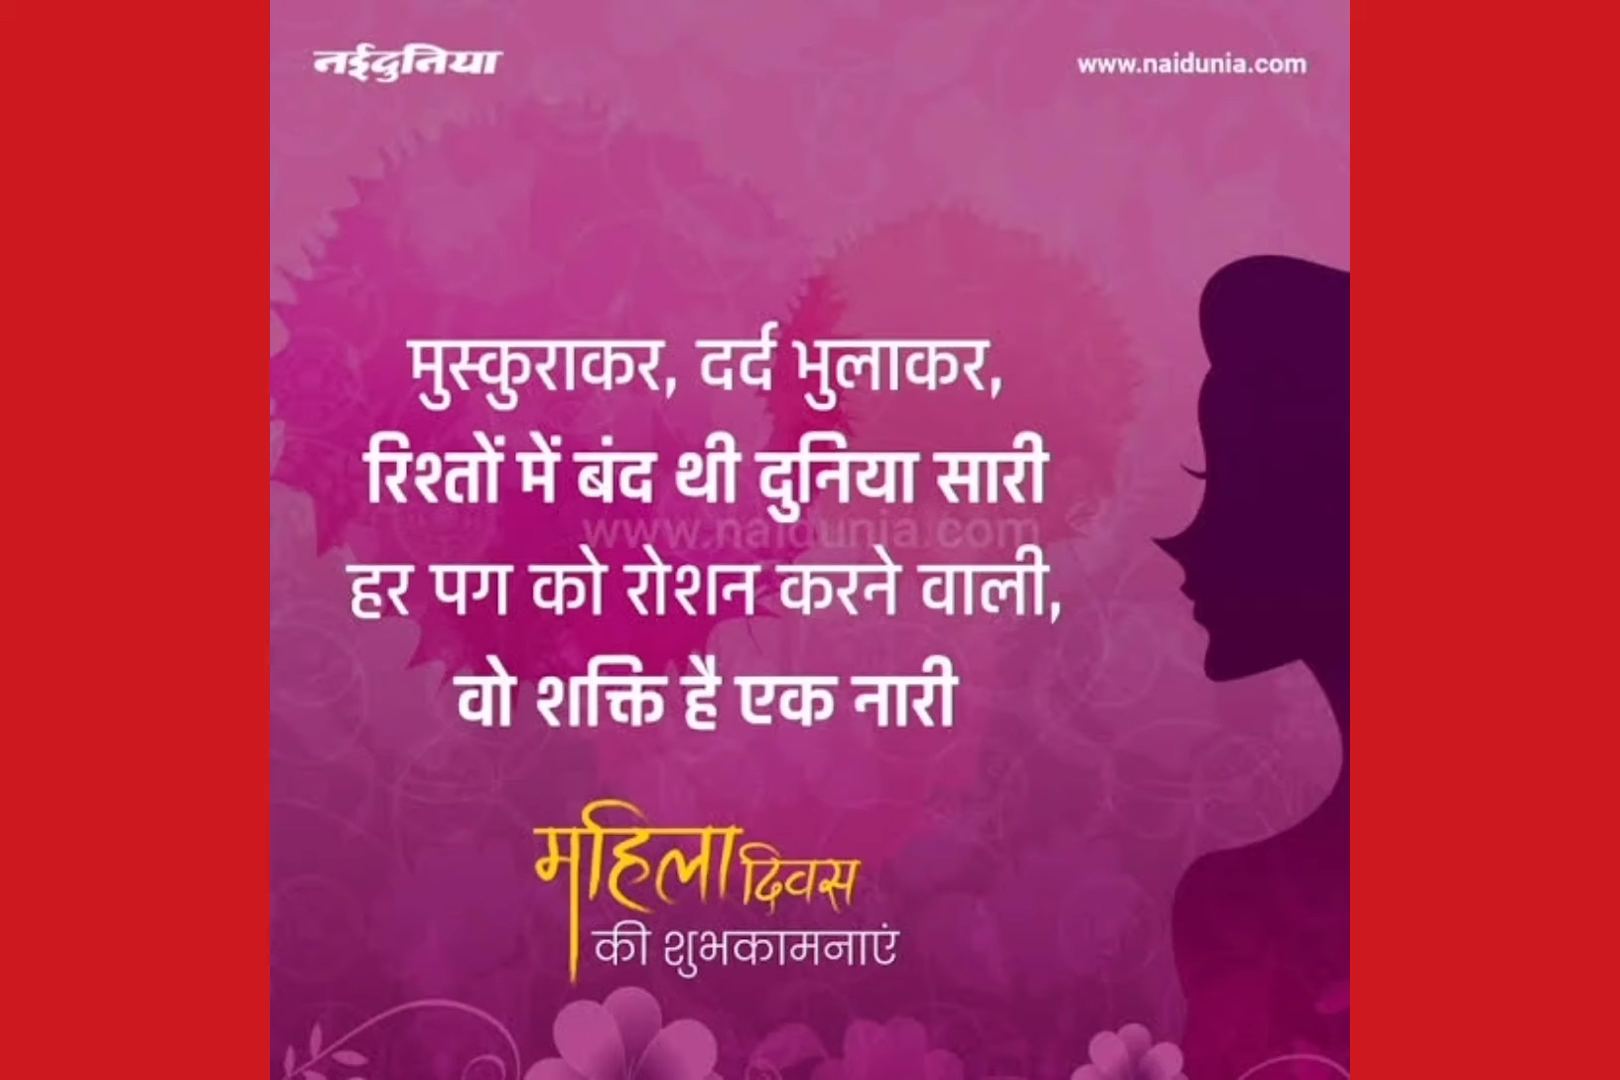 नईदुनिया
www.naidunia.com
मुस्कुराकर, दर्द भुलाकर,
रिश्तों में बंद थी दुनिया सारी
www.naidunia.com
हर पग को रोशन करने वाली,
वो शक्ति है एक नारी
महिला दिवस
की शुभकामनाएं